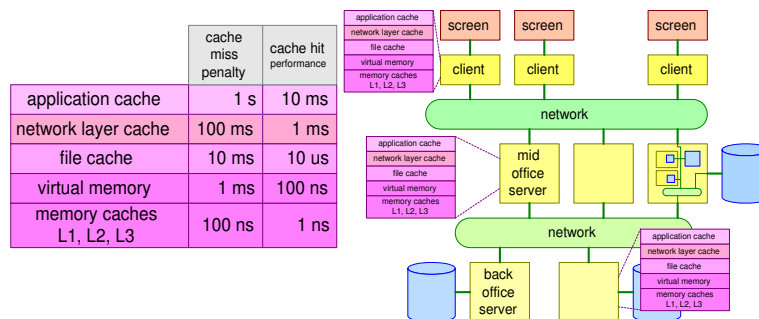 cache
miss
penalty
cache hit
performance
application cache
1 s
10 ms
network layer cache
100 ms
1 ms
file cache
10 ms
10 us
virtual memory
1 ms
100 ns
memory caches
L1, L2, L3
100 ns
1 ns
application cache
network layer cache
file cache
virtual memory
memory caches
L1, L2, L3
screen
screen
screen
client
client
client
network
application cache
network layer cache
file cache
virtual memory
memory caches
L1, L2, L3
mid
office
server
network
back
office
server
application cache
network layer cache
file cache
virtual memory
memory caches
L1, L2, L3